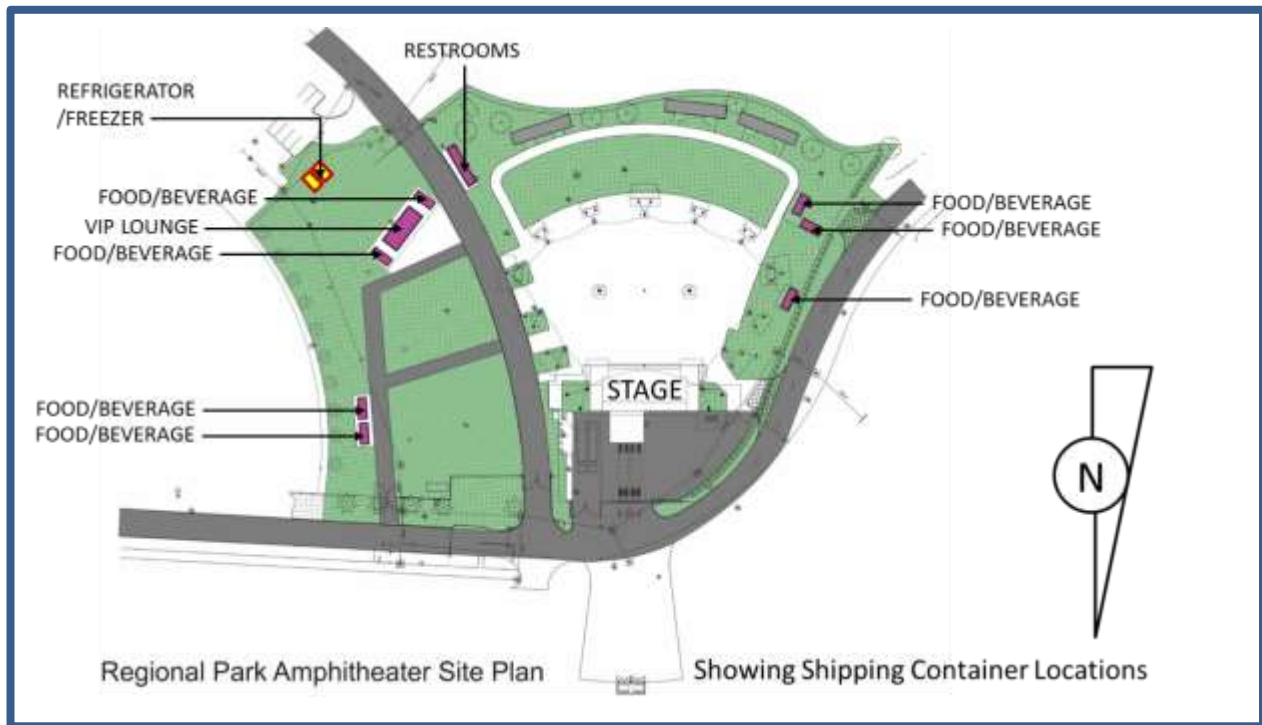 RESTROOMS
REFRIGERATOR
/FREEZER
FOOD/BEVERAGE
VIP LOUNGE
FOOD/BEVERAGE
FOOD/BEVERAGE
FOOD/BEVERAGE
FOOD/BEVERAGE
FOOD/BEVERAGE
FOOD/BEVERAGE
STAGE
N
Regional Park Amphitheater Site Plan
Showing Shipping Container Locations